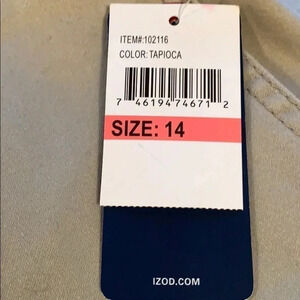 ITEM#:102116
COLOR:TAPIOCA
7 46194 74671 2
SIZE: 14
IZOD.COM